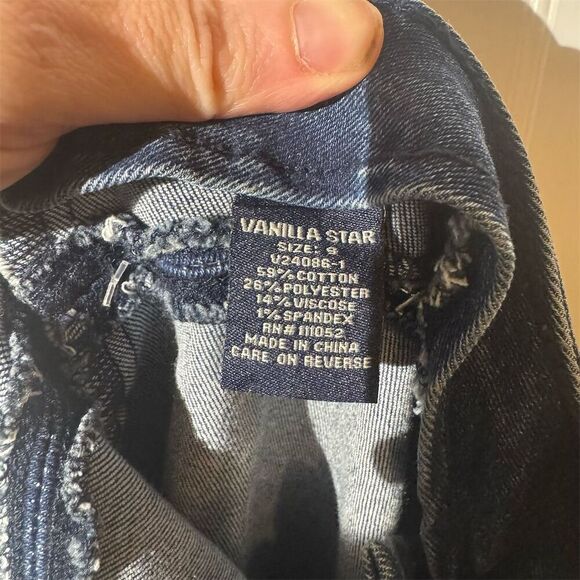 VANILLA STAR
SIZE: 9
V24086-1
59% COTTON
26% POLYESTER
14% VISCOSE
1% SPANDEX
RN# 111052
MADE IN CHINA
CARE ON REVERSE